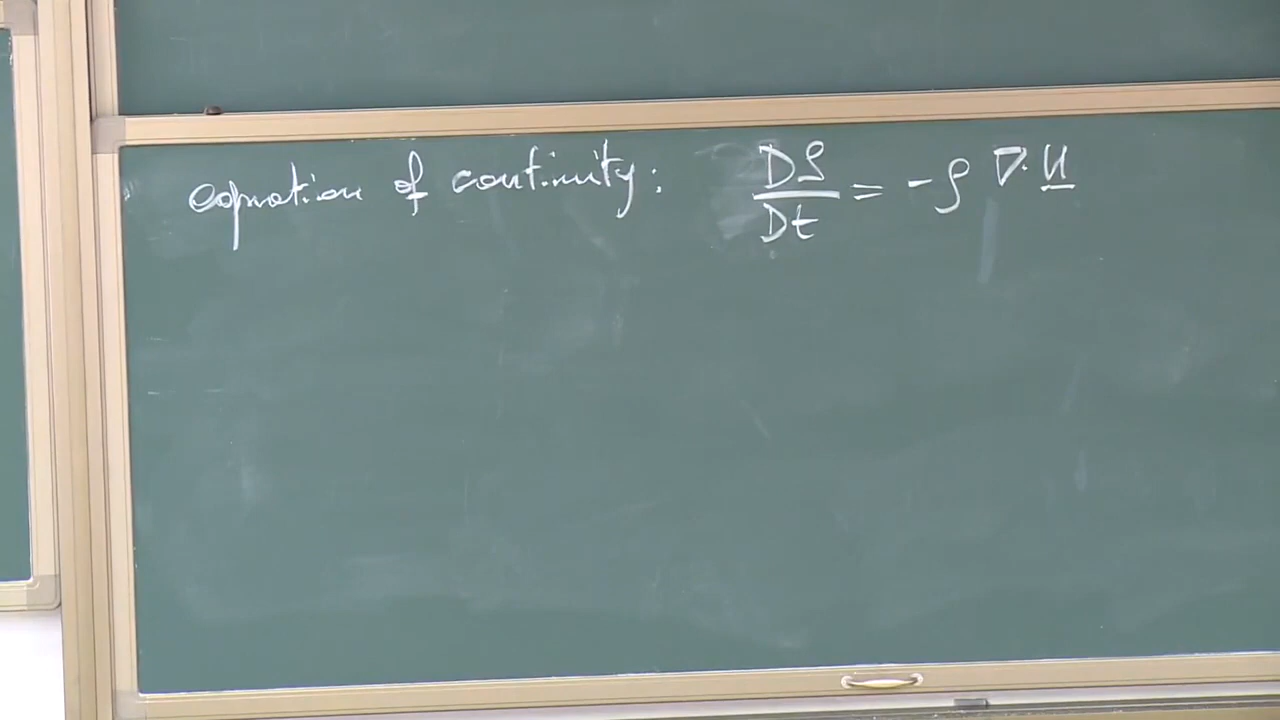 equation of continuity: Dρ/Dt = -ρ ∇·u